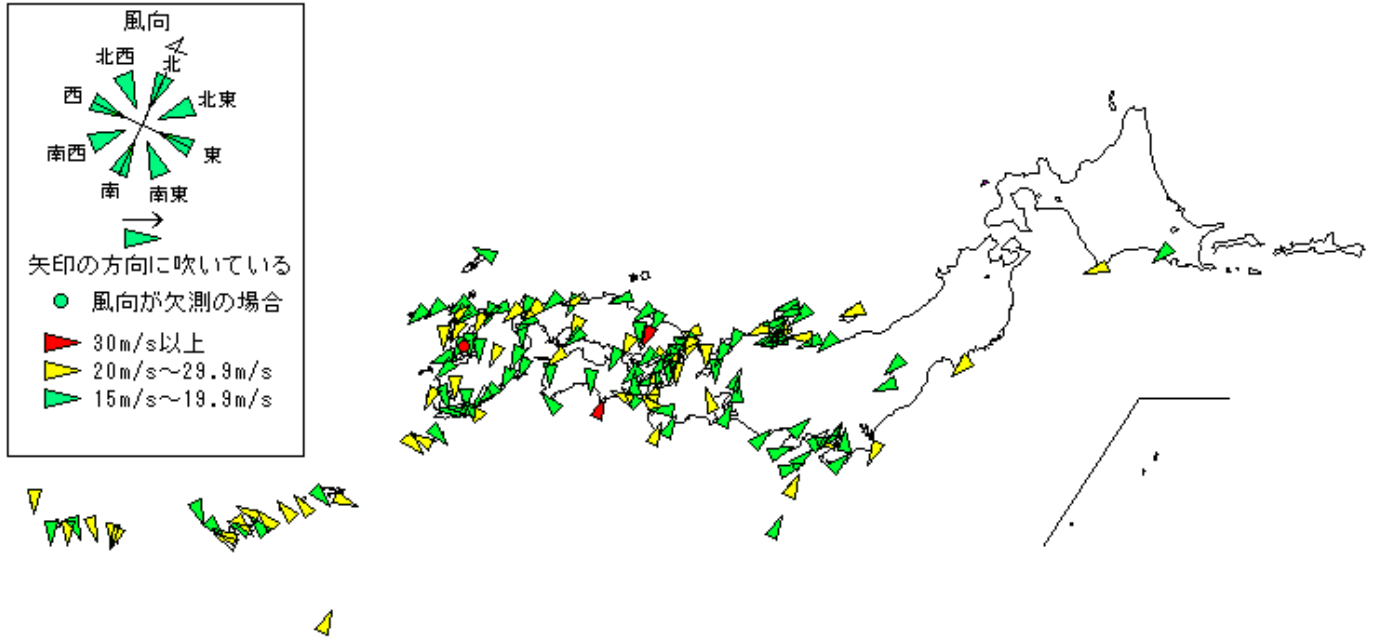 風向
北西
北
西
北東
南西
東
南
南東
矢印の方向に吹いている
風向が欠測の場合
30m/s以上
20m/s～29.9m/s
15m/s～19.9m/s